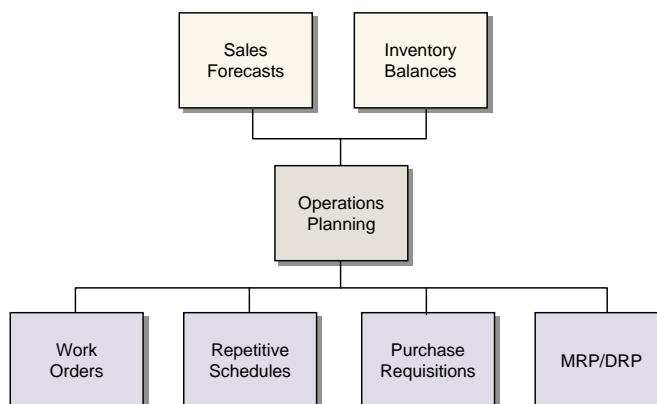 Sales
Forecasts
Inventory
Balances
Operations
Planning
Work
Orders
Repetitive
Schedules
Purchase
Requisitions
MRP/DRP